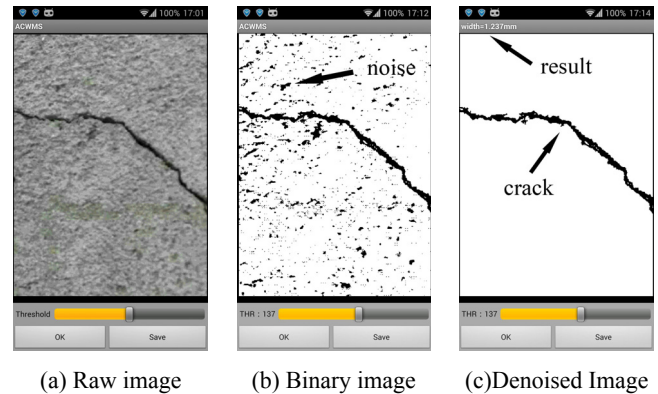 100% 17:01
ACWMS
Threshold
OK Save
(a) Raw image
100% 17:12
ACWMS
noise
THR : 137
OK Save
(b) Binary image
100% 17:14
width=1.237mm
result
crack
THR : 137
OK Save
(c)Denoised Image